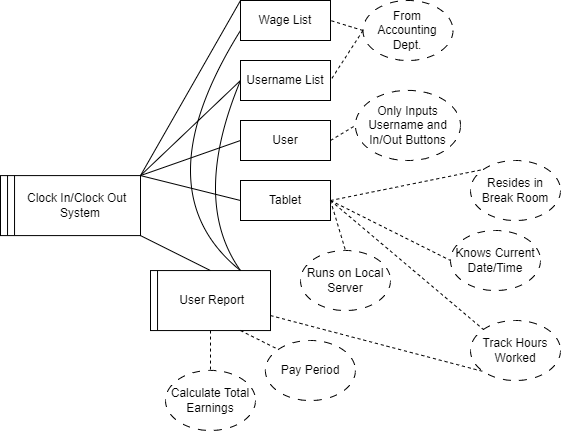 Wage List
From
Accounting
Dept.
Username List
Only Inputs
Username and
In/Out Buttons
User
Resides in
Break Room
Clock In/Clock Out
System
Tablet
Knows Current
Date/Time
Runs on Local
Server
User Report
Track Hours
Worked
Pay Period
Calculate Total
Earnings